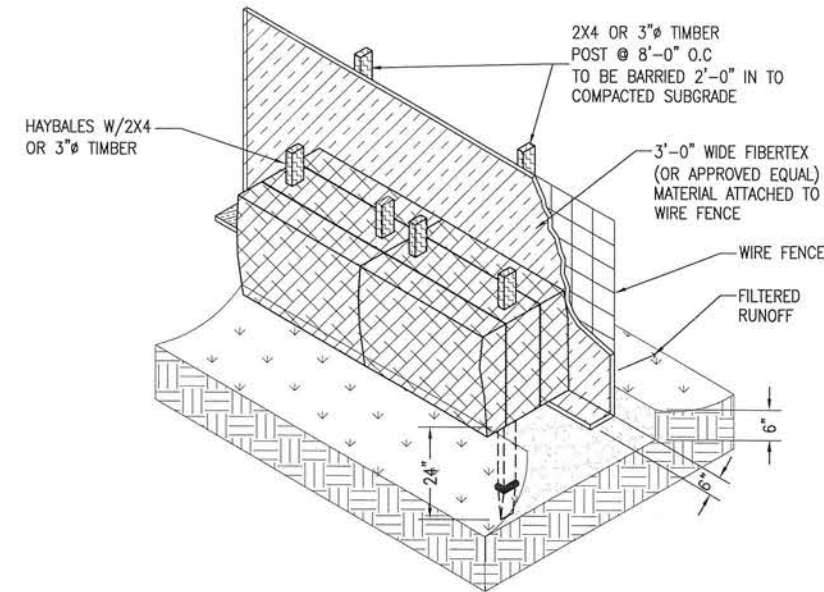 2X4 OR 3"ø TIMBER
POST @ 8'-0" O.C
TO BE BARRIED 2'-0" IN TO
COMPACTED SUBGRADE
HAYBALES W/2X4
OR 3"ø TIMBER
3'-0" WIDE FIBERTEX
(OR APPROVED EQUAL)
MATERIAL ATTACHED TO
WIRE FENCE
WIRE FENCE
FILTERED
RUNOFF
24"
6"
6"